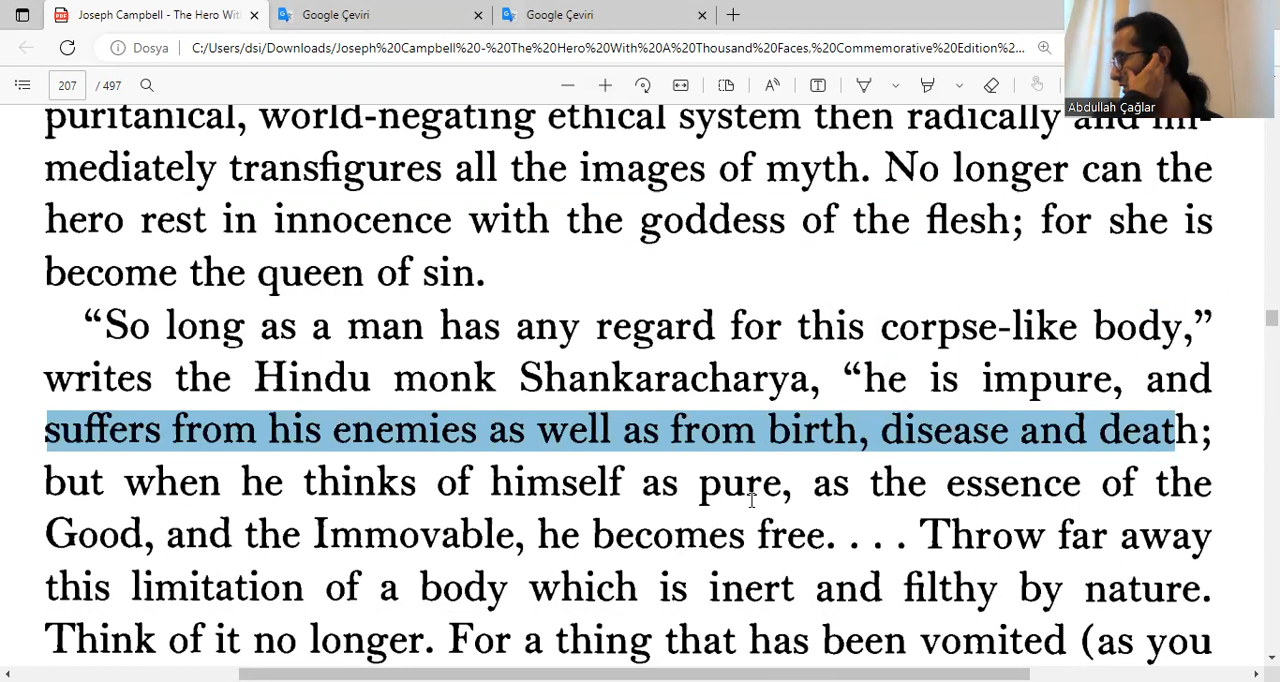 Joseph Campbell - The Hero Wit
Google Çeviri
Google Çeviri
Dosya
C:/Users/dsi/Downloads/Joseph%20Campbell%20-%20The%20Hero%20With%20A%20Thousand%20Faces,%20Commemorative%20Edition%20...
207 / 497
Abdullah Çağlar
puritanical, world-negating ethical system then radically and im-
mediately transfigures all the images of myth. No longer can the
hero rest in innocence with the goddess of the flesh; for she is
become the queen of sin.
“So long as a man has any regard for this corpse-like body,”
writes the Hindu monk Shankaracharya, “he is impure, and
suffers from his enemies as well as from birth, disease and death;
but when he thinks of himself as pure, as the essence of the
Good, and the Immovable, he becomes free. . . . Throw far away
this limitation of a body which is inert and filthy by nature.
Think of it no longer. For a thing that has been vomited (as you